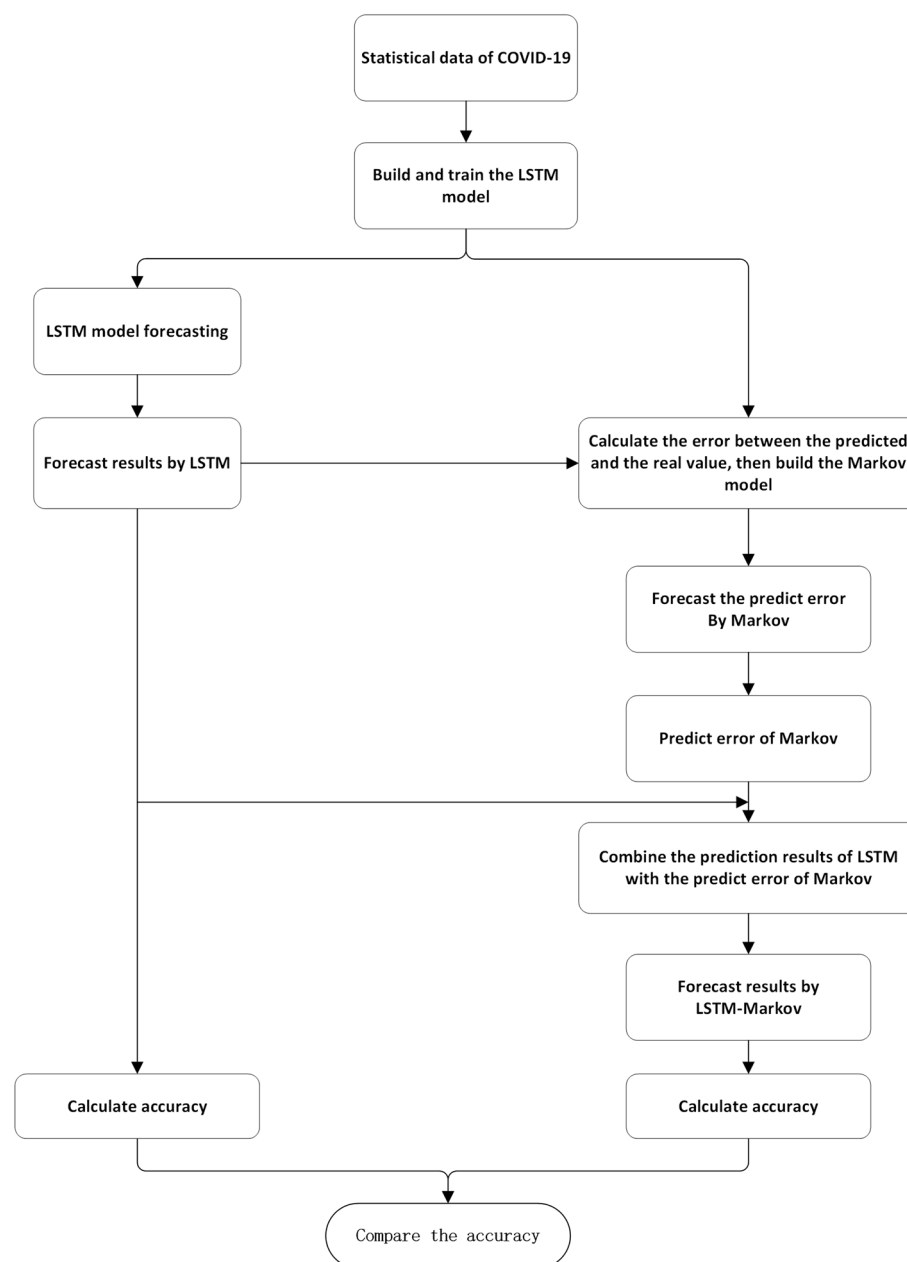 Statistical data of COVID-19
Build and train the LSTM
model
LSTM model forecasting
Forecast results by LSTM
Calculate the error between the predicted
and the real value, then build the Markov
model
Forecast the predict error
By Markov
Predict error of Markov
Combine the prediction results of LSTM
with the predict error of Markov
Forecast results by
LSTM-Markov
Calculate accuracy
Calculate accuracy
Compare the accuracy